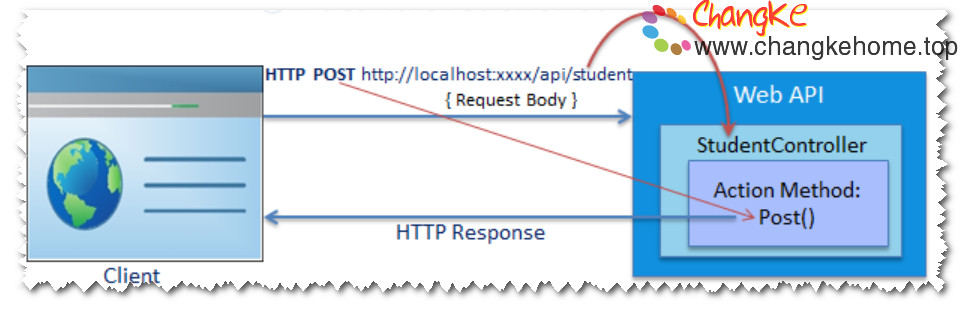 ChangKe
www.changkehome.top
HTTP POST http://localhost:xxxx/api/student
{ Request Body }
Web API
StudentController
Action Method:
Post()
HTTP Response
Client